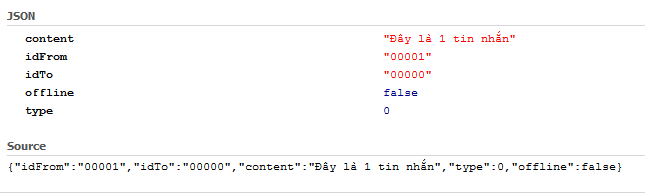 JSON
content "Đây là 1 tin nhắn"
idFrom "00001"
idTo "00000"
offline false
type 0
Source
{"idFrom":"00001","idTo":"00000","content":"Đây là 1 tin nhắn","type":0,"offline":false}